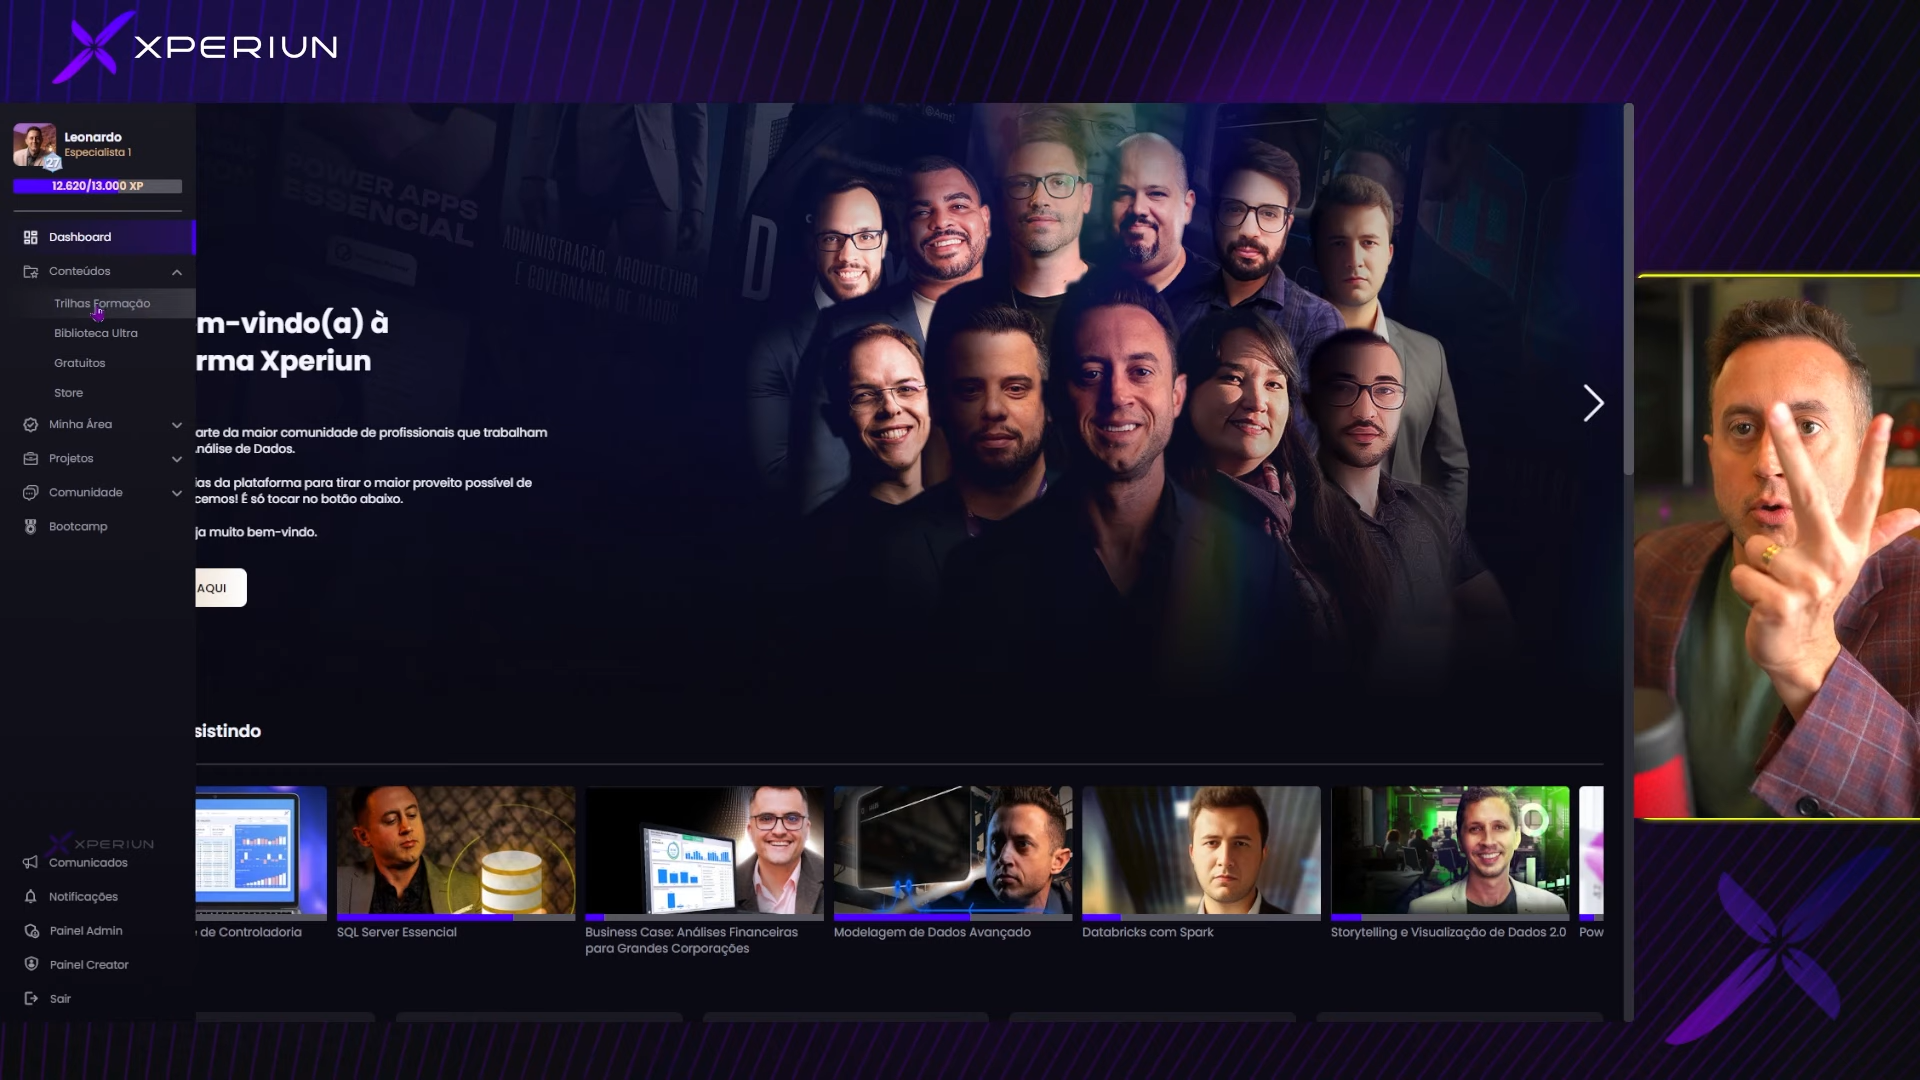 XPERIUN
Leonardo
Especialista 1
27
12.620/13.000 XP
Dashboard
Conteúdos
Trilhas Formação
Biblioteca Ultra
Gratuitos
Store
Minha Área
Projetos
Comunidade
Bootcamp
XPERIUN
Comunicados
Notificações
Painel Admin
Painel Creator
Sair
POWER APPS
ESSENCIAL
ADMINISTRAÇÃO, ARQUITETURA
E GOVERNANÇA DE DADOS
m-vindo(a) à
rma Xperiun
arte da maior comunidade de profissionais que trabalham
nálise de Dados.
ias da plataforma para tirar o maior proveito possível de
cemos! É só tocar no botão abaixo.
ja muito bem-vindo.
AQUI
sistindo
de Controladoria
SQL Server Essencial
Business Case: Análises Financeiras
para Grandes Corporações
Modelagem de Dados Avançado
Databricks com Spark
Storytelling e Visualização de Dados 2.0
Pow